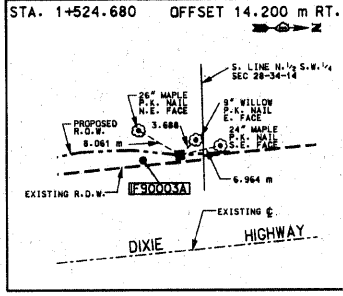 STA. 1+524.680 OFFSET 14.200 m RT.
Z
S. LINE N.1/2 S.W.1/4
SEC 28-34-14
26" MAPLE
P.K. NAIL
N.E. FACE
9" WILLOW
P.K. NAIL
E. FACE
PROPOSED
R.O.W.
3.688
8.061 m
24" MAPLE
P.K. NAIL
S.E. FACE
F90003A
6.964 m
EXISTING R.O.W.
EXISTING ℄
DIXIE HIGHWAY